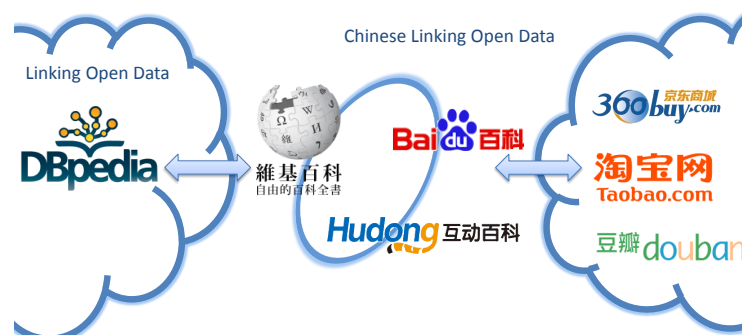 Chinese Linking Open Data
Linking Open Data
DBpedia
Ω W
維 И
維基百科
自由的百科全書
Bai du 百科
Hudong 互动百科
京东商城
360buy.com
淘宝网
Taobao.com
豆瓣 douban